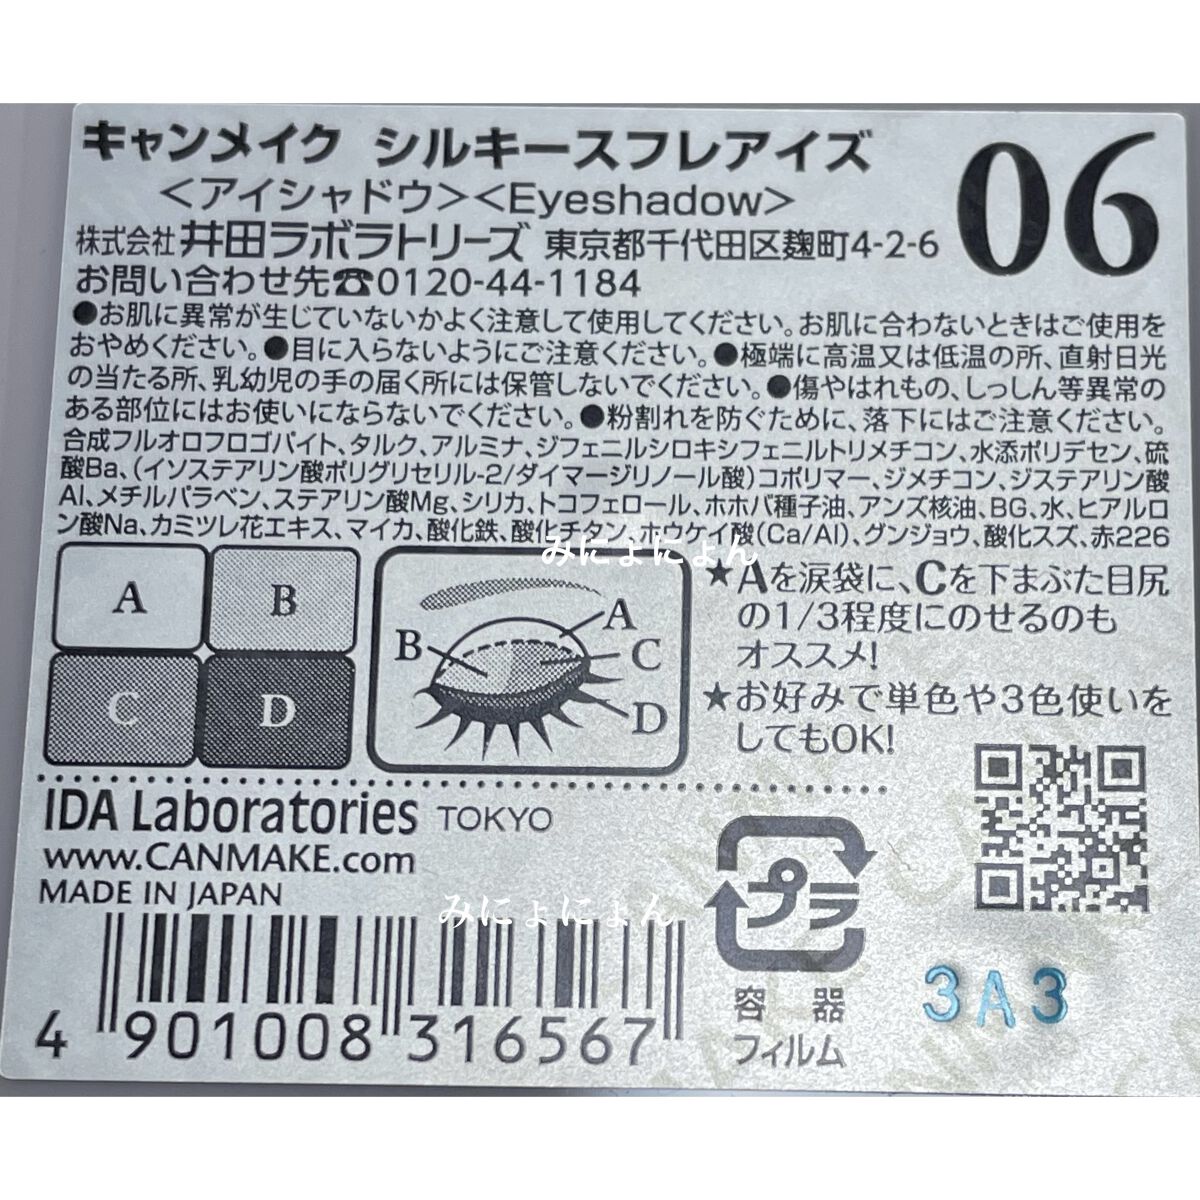 キャンメイク シルキースフレアイズ
06
<アイシャドウ><Eyeshadow>
株式会社 井田ラボラトリーズ 東京都千代田区麹町4-2-6
お問い合わせ先☎0120-44-1184
●お肌に異常が生じていないかよく注意して使用してください。お肌に合わないときはご使用を
おやめください。●目に入らないようにご注意ください。●極端に高温又は低温の所、直射日光
の当たる所、乳幼児の手の届く所には保管しないでください。●傷やはれもの、しっしん等異常の
ある部位にはお使いにならないでください。●粉割れを防ぐために、落下にはご注意ください。
合成フルオロフロゴパイト、タルク、アルミナ、ジフェニルシロキシフェニルトリメチコン、水添ポリデセン、硫
酸Ba、(イソステアリン酸ポリグリセリル-2/ダイマージリノール酸)コポリマー、ジメチコン、ジステアリン酸
Al、メチルパラベン、ステアリン酸Mg、シリカ、トコフェロール、ホホバ種子油、アンズ核油、BG、水、ヒアルロ
ン酸Na、カミツレ花エキス、マイカ、酸化鉄、酸化チタン、ホウケイ酸(Ca/Al)、グンジョウ、酸化スズ、赤226
みにょにょん
A
B
C
D
A
B
C
D
★Aを涙袋に、Cを下まぶた目尻
の1/3程度にのせるのも
オススメ!
★お好みで単色や3色使いを
してもOK!
IDA Laboratories TOKYO
www.CANMAKE.com
MADE IN JAPAN
みにょにょん
4 901008 316567
プラ
容器
フィルム
3A3